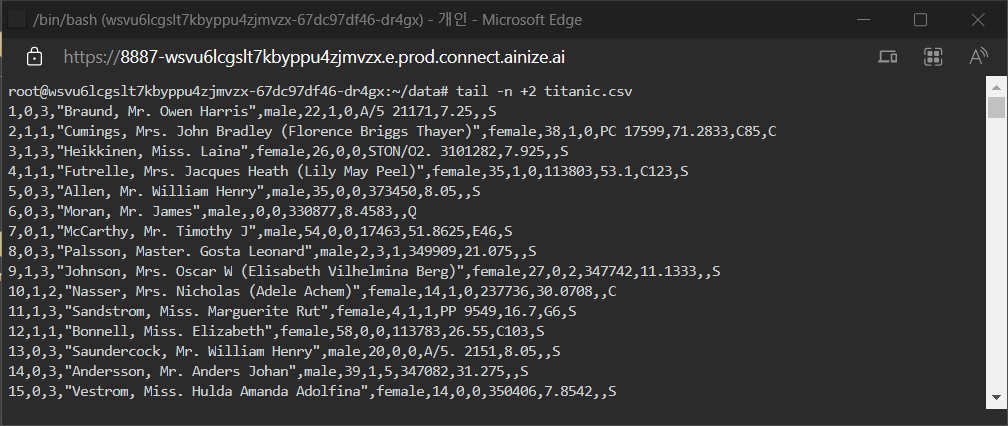 /bin/bash (wsvu6lcgslt7kbyppu4zjmvzx-67dc97df46-dr4gx) - 개인 - Microsoft Edge
https://8887-wsvu6lcgslt7kbyppu4zjmvzx.e.prod.connect.ainize.ai
root@wsvu6lcgslt7kbyppu4zjmvzx-67dc97df46-dr4gx:~/data# tail -n +2 titanic.csv
1,0,3,"Braund, Mr. Owen Harris",male,22,1,0,A/5 21171,7.25,,S
2,1,1,"Cumings, Mrs. John Bradley (Florence Briggs Thayer)",female,38,1,0,PC 17599,71.2833,C85,C
3,1,3,"Heikkinen, Miss. Laina",female,26,0,0,STON/O2. 3101282,7.925,,S
4,1,1,"Futrelle, Mrs. Jacques Heath (Lily May Peel)",female,35,1,0,113803,53.1,C123,S
5,0,3,"Allen, Mr. William Henry",male,35,0,0,373450,8.05,,S
6,0,3,"Moran, Mr. James",male,,0,0,330877,8.4583,,Q
7,0,1,"McCarthy, Mr. Timothy J",male,54,0,0,17463,51.8625,E46,S
8,0,3,"Palsson, Master. Gosta Leonard",male,2,3,1,349909,21.075,,S
9,1,3,"Johnson, Mrs. Oscar W (Elisabeth Vilhelmina Berg)",female,27,0,2,347742,11.1333,,S
10,1,2,"Nasser, Mrs. Nicholas (Adele Achem)",female,14,1,0,237736,30.0708,,C
11,1,3,"Sandstrom, Miss. Marguerite Rut",female,4,1,1,PP 9549,16.7,G6,S
12,1,1,"Bonnell, Miss. Elizabeth",female,58,0,0,113783,26.55,C103,S
13,0,3,"Saundercock, Mr. William Henry",male,20,0,0,A/5. 2151,8.05,,S
14,0,3,"Andersson, Mr. Anders Johan",male,39,1,5,347082,31.275,,S
15,0,3,"Vestrom, Miss. Hulda Amanda Adolfina",female,14,0,0,350406,7.8542,,S